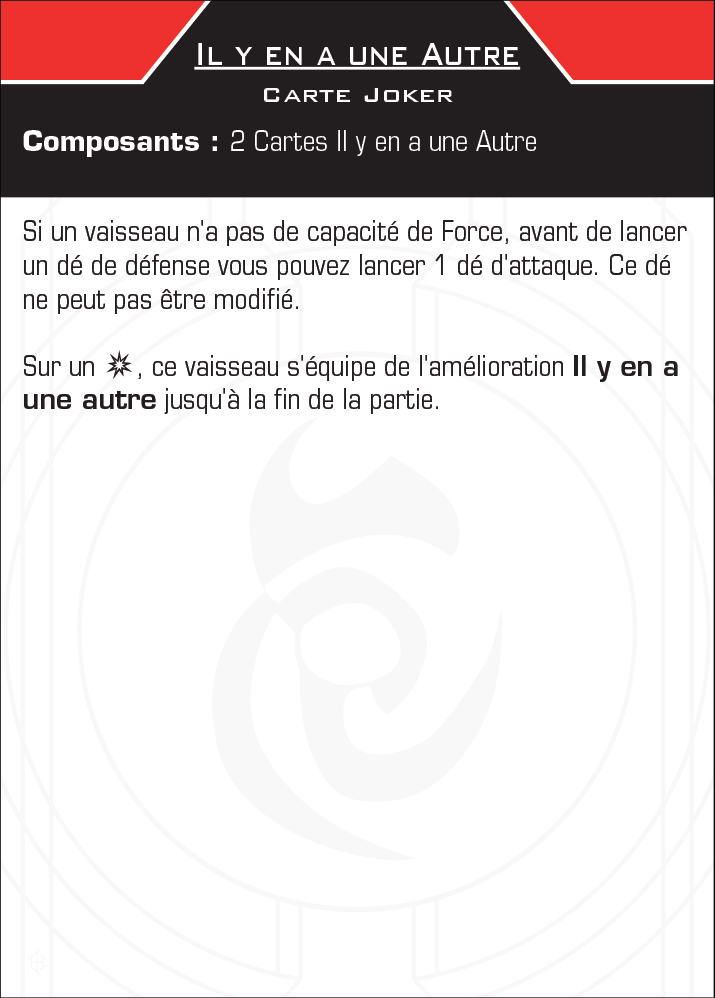 Il y en a une Autre
Carte Joker
Composants : 2 Cartes Il y en a une Autre
Si un vaisseau n'a pas de capacité de Force, avant de lancer
un dé de défense vous pouvez lancer 1 dé d'attaque. Ce dé
ne peut pas être modifié.
Sur un , ce vaisseau s'équipe de l'amélioration Il y en a
une autre jusqu'à la fin de la partie.